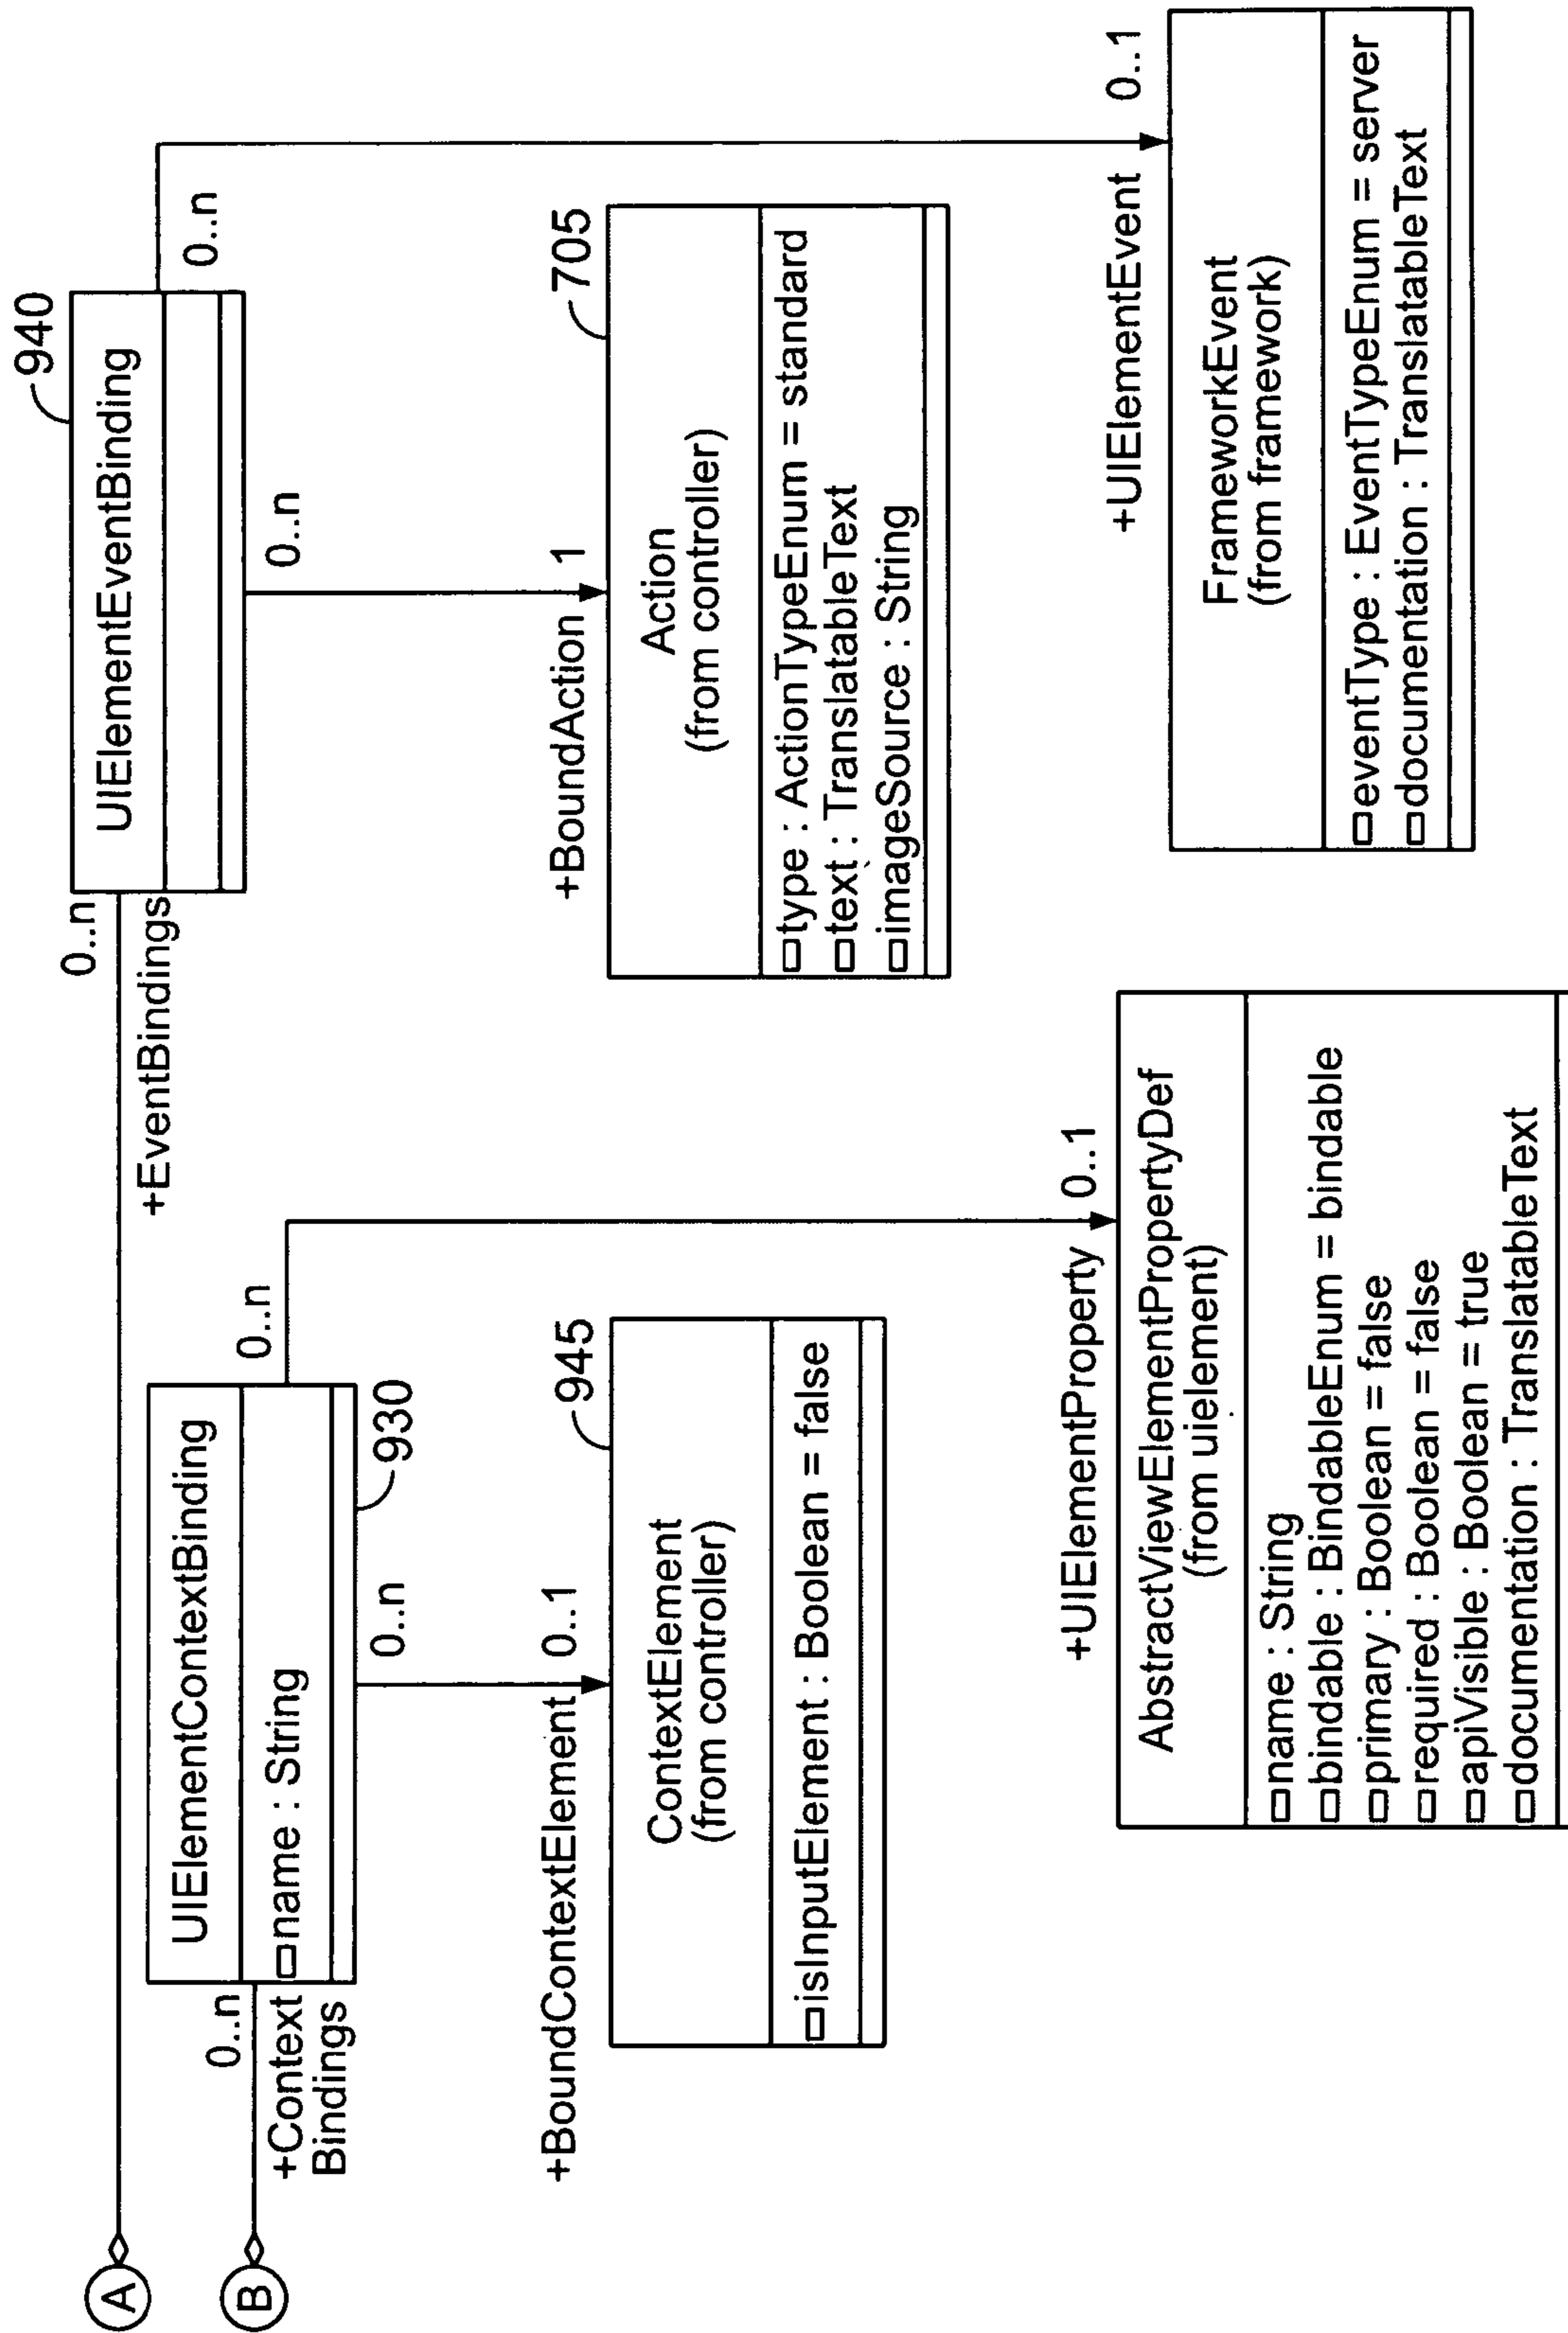 A
B
0..n
+EventBindings
940
UIElementEventBinding
0..n
0..n
+Context
Bindings
UIElementContextBinding
name : String
930
0..n
0..n
+BoundContextElement
0..1
945
ContextElement
(from controller)
isInputElement : Boolean = false
+BoundAction
1
0..n
705
Action
(from controller)
type : ActionTypeEnum = standard
text : TranslatableText
imageSource : String
+UIElementProperty
0..1
AbstractViewElementPropertyDef
(from uielement)
name : String
bindable : BindableEnum = bindable
primary : Boolean = false
required : Boolean = false
apiVisible : Boolean = true
documentation : TranslatableText
+UIElementEvent
0..1
FrameworkEvent
(from framework)
eventType : EventTypeEnum = server
documentation : TranslatableText